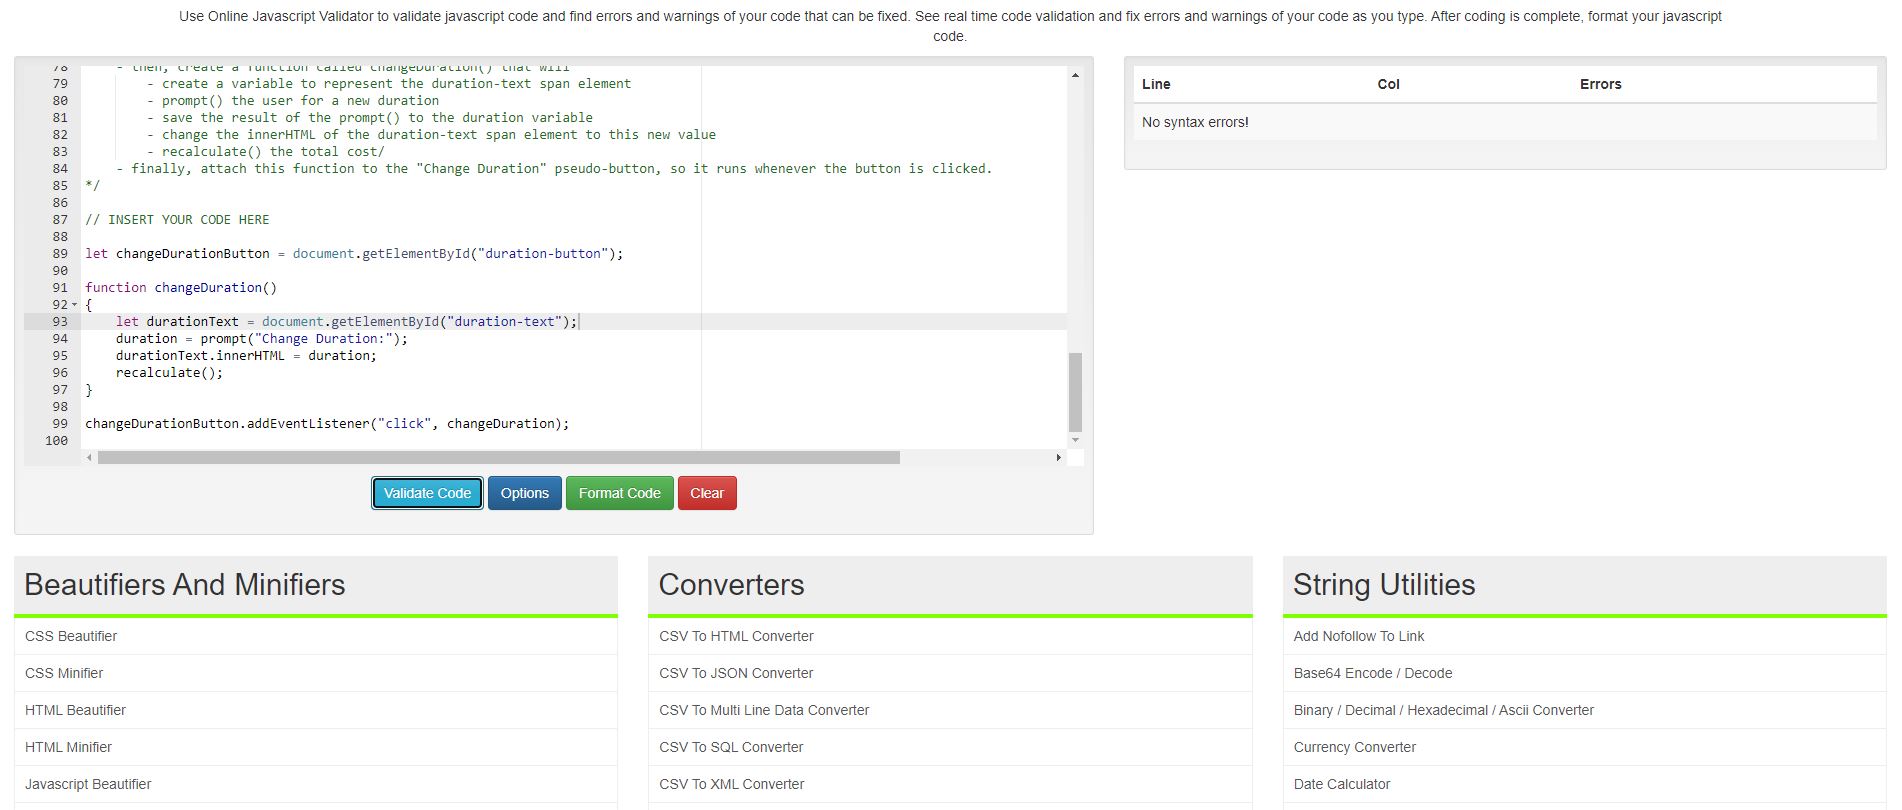 Use Online Javascript Validator to validate javascript code and find errors and warnings of your code that can be fixed. See real time code validation and fix errors and warnings of your code as you type. After coding is complete, format your javascript
code.
78 - then, create a function called changeDuration() that will
79 - create a variable to represent the duration-text span element
80 - prompt() the user for a new duration
81 - save the result of the prompt() to the duration variable
82 - change the innerHTML of the duration-text span element to this new value
83 - recalculate() the total cost/
84 - finally, attach this function to the "Change Duration" pseudo-button, so it runs whenever the button is clicked.
85 */
86
87 // INSERT YOUR CODE HERE
88
89 let changeDurationButton = document.getElementById("duration-button");
90
91 function changeDuration()
92 {
93 let durationText = document.getElementById("duration-text");
94 duration = prompt("Change Duration:");
95 durationText.innerHTML = duration;
96 recalculate();
97 }
98
99 changeDurationButton.addEventListener("click", changeDuration);
100
Validate Code Options Format Code Clear
Line Col Errors
No syntax errors!
Beautifiers And Minifiers
CSS Beautifier
CSS Minifier
HTML Beautifier
HTML Minifier
Javascript Beautifier
Converters
CSV To HTML Converter
CSV To JSON Converter
CSV To Multi Line Data Converter
CSV To SQL Converter
CSV To XML Converter
String Utilities
Add Nofollow To Link
Base64 Encode / Decode
Binary / Decimal / Hexadecimal / Ascii Converter
Currency Converter
Date Calculator